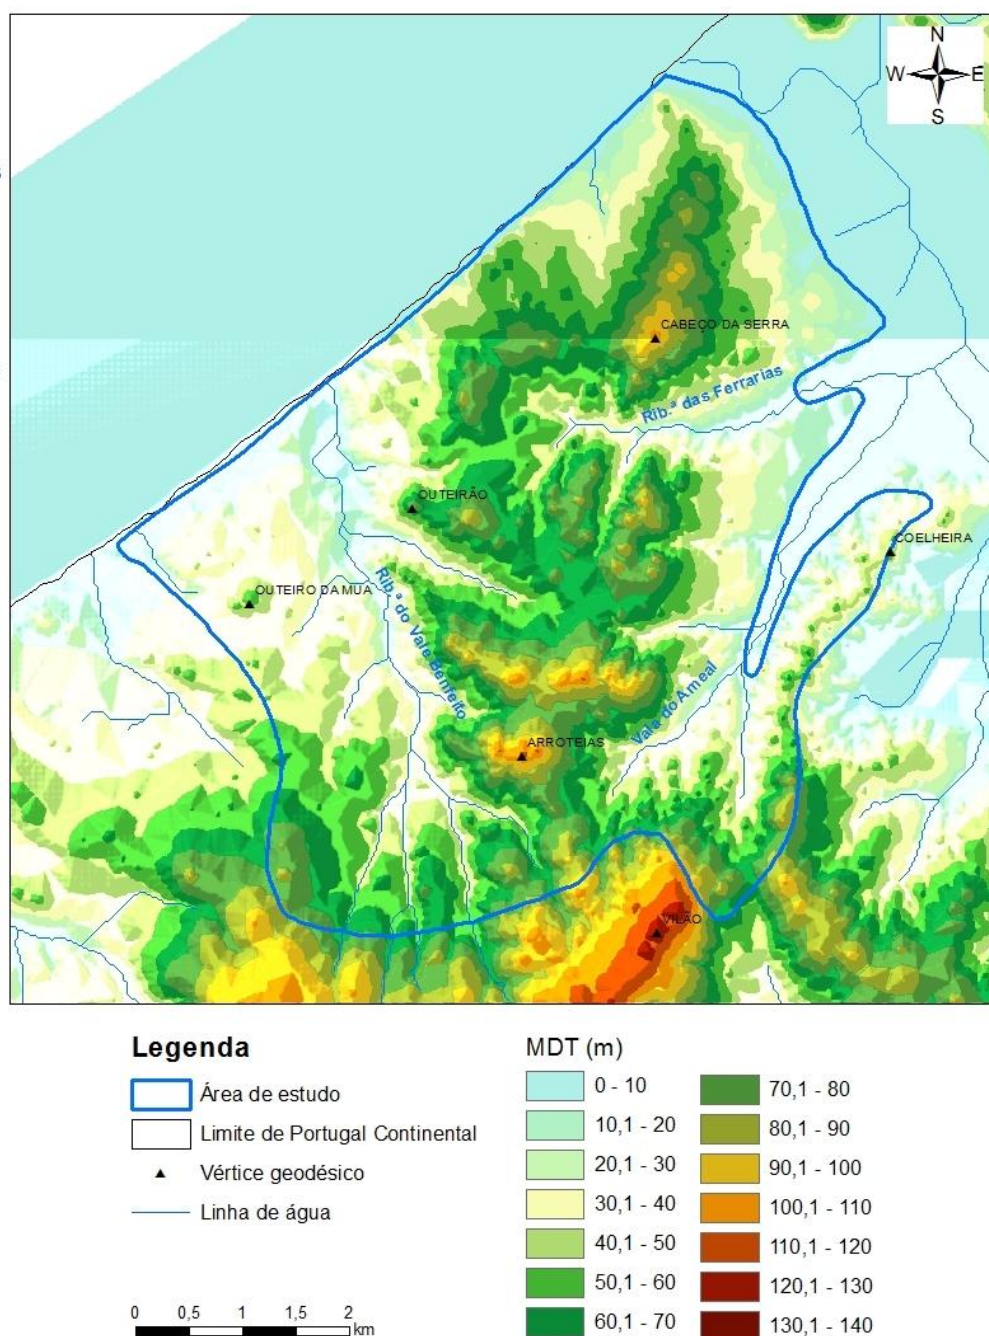 N
W E
S
CABEÇO DA SERRA
Rib.ª das Ferrarias
OUTEIRÃO
COELHEIRA
OUTEIRO DA MUA
Rib.ª do Vale Benfeito
Vale do Ameal
ARROTEIAS
VILÃO
Legenda
Área de estudo
Limite de Portugal Continental
Vértice geodésico
Linha de água
0 0,5 1 1,5 2
km
MDT (m)
0 - 10
10,1 - 20
20,1 - 30
30,1 - 40
40,1 - 50
50,1 - 60
60,1 - 70
70,1 - 80
80,1 - 90
90,1 - 100
100,1 - 110
110,1 - 120
120,1 - 130
130,1 - 140